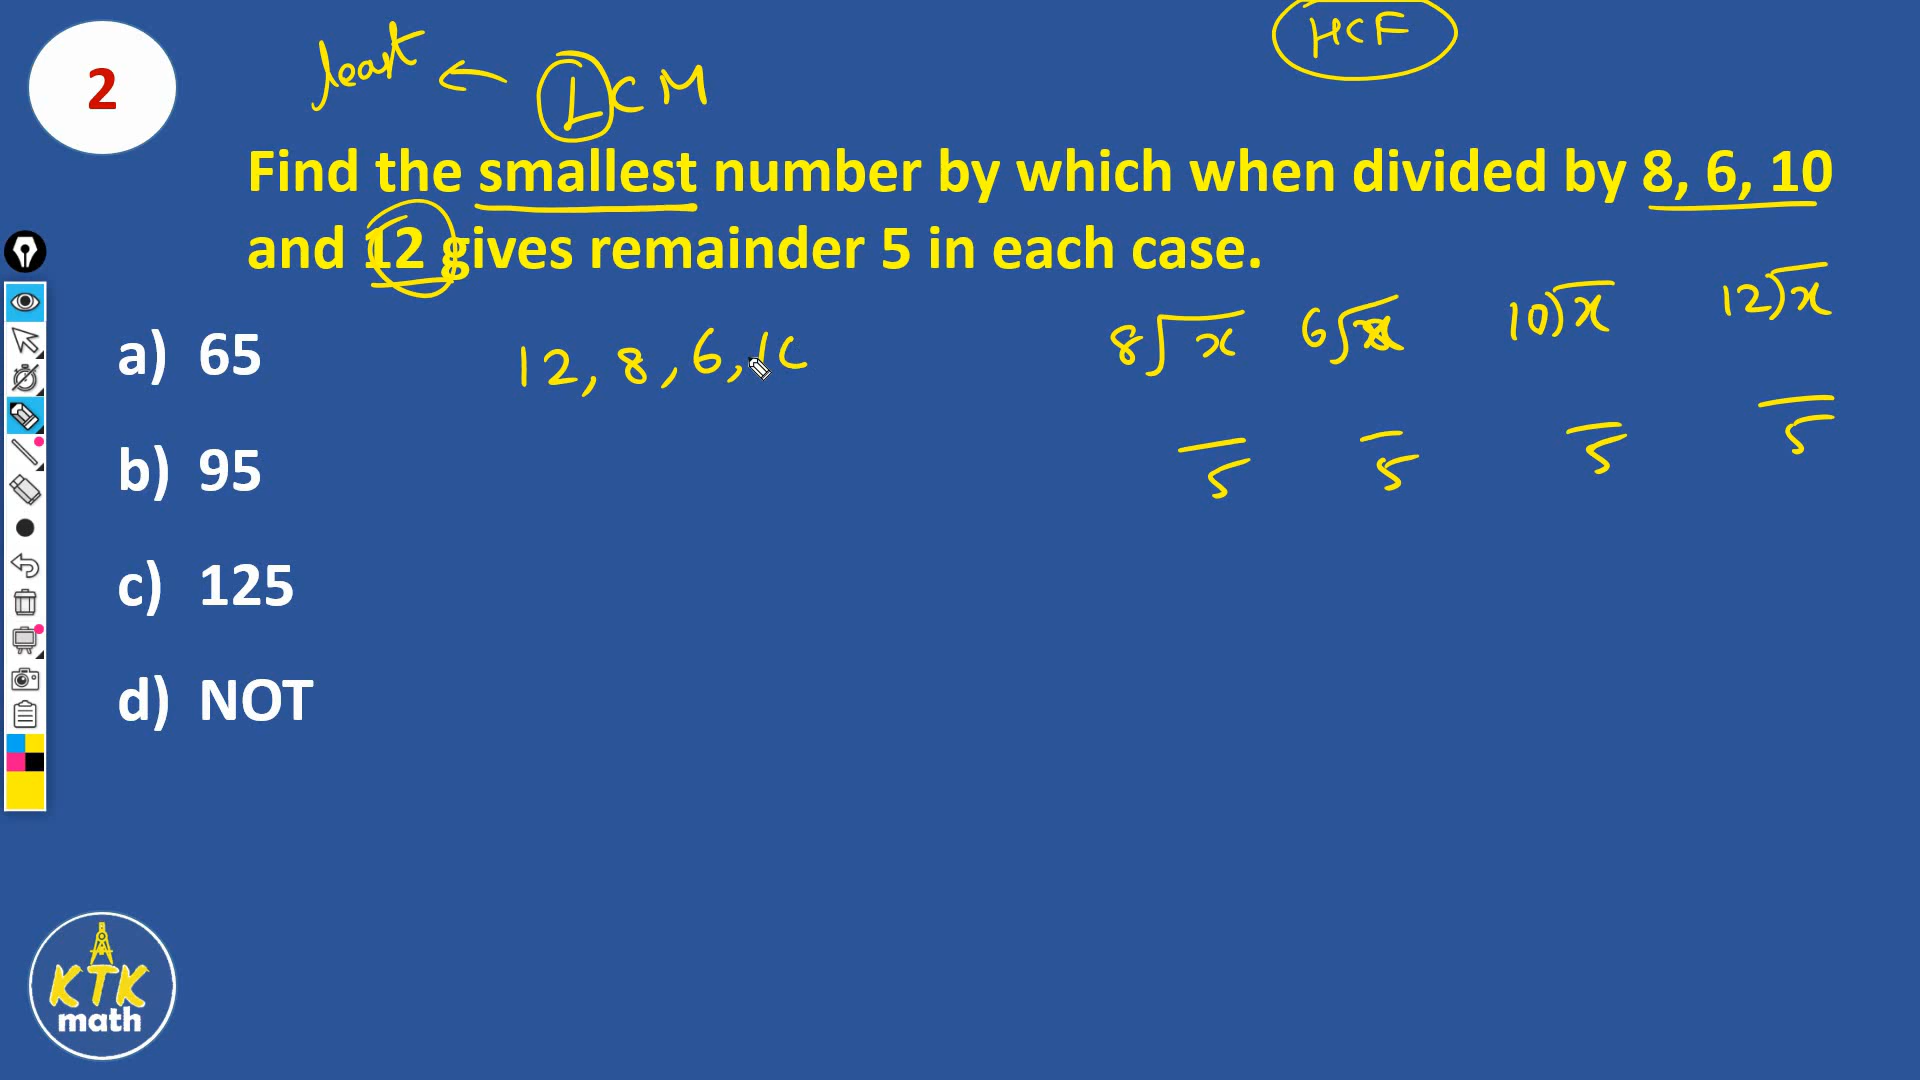 2
least ← LCM
HCF
Find the smallest number by which when divided by 8, 6, 10
and 12 gives remainder 5 in each case.
8 x 6 x 10 x 12 x
12, 8, 6, 1C
5 5 5 5
a) 65
b) 95
c) 125
d) NOT
KTK
math